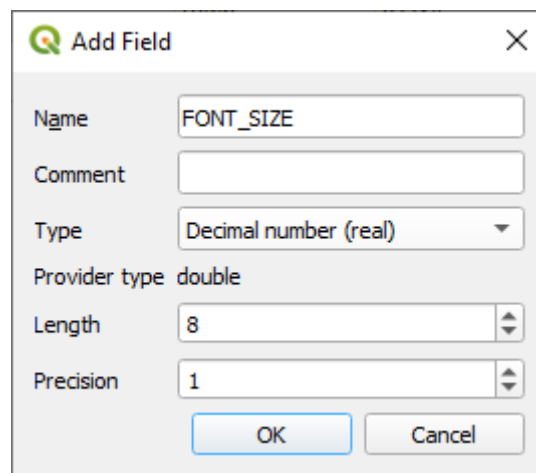 Add Field
Name FONT_SIZE
Comment
Type Decimal number (real)
Provider type double
Length 8
Precision 1
OK Cancel